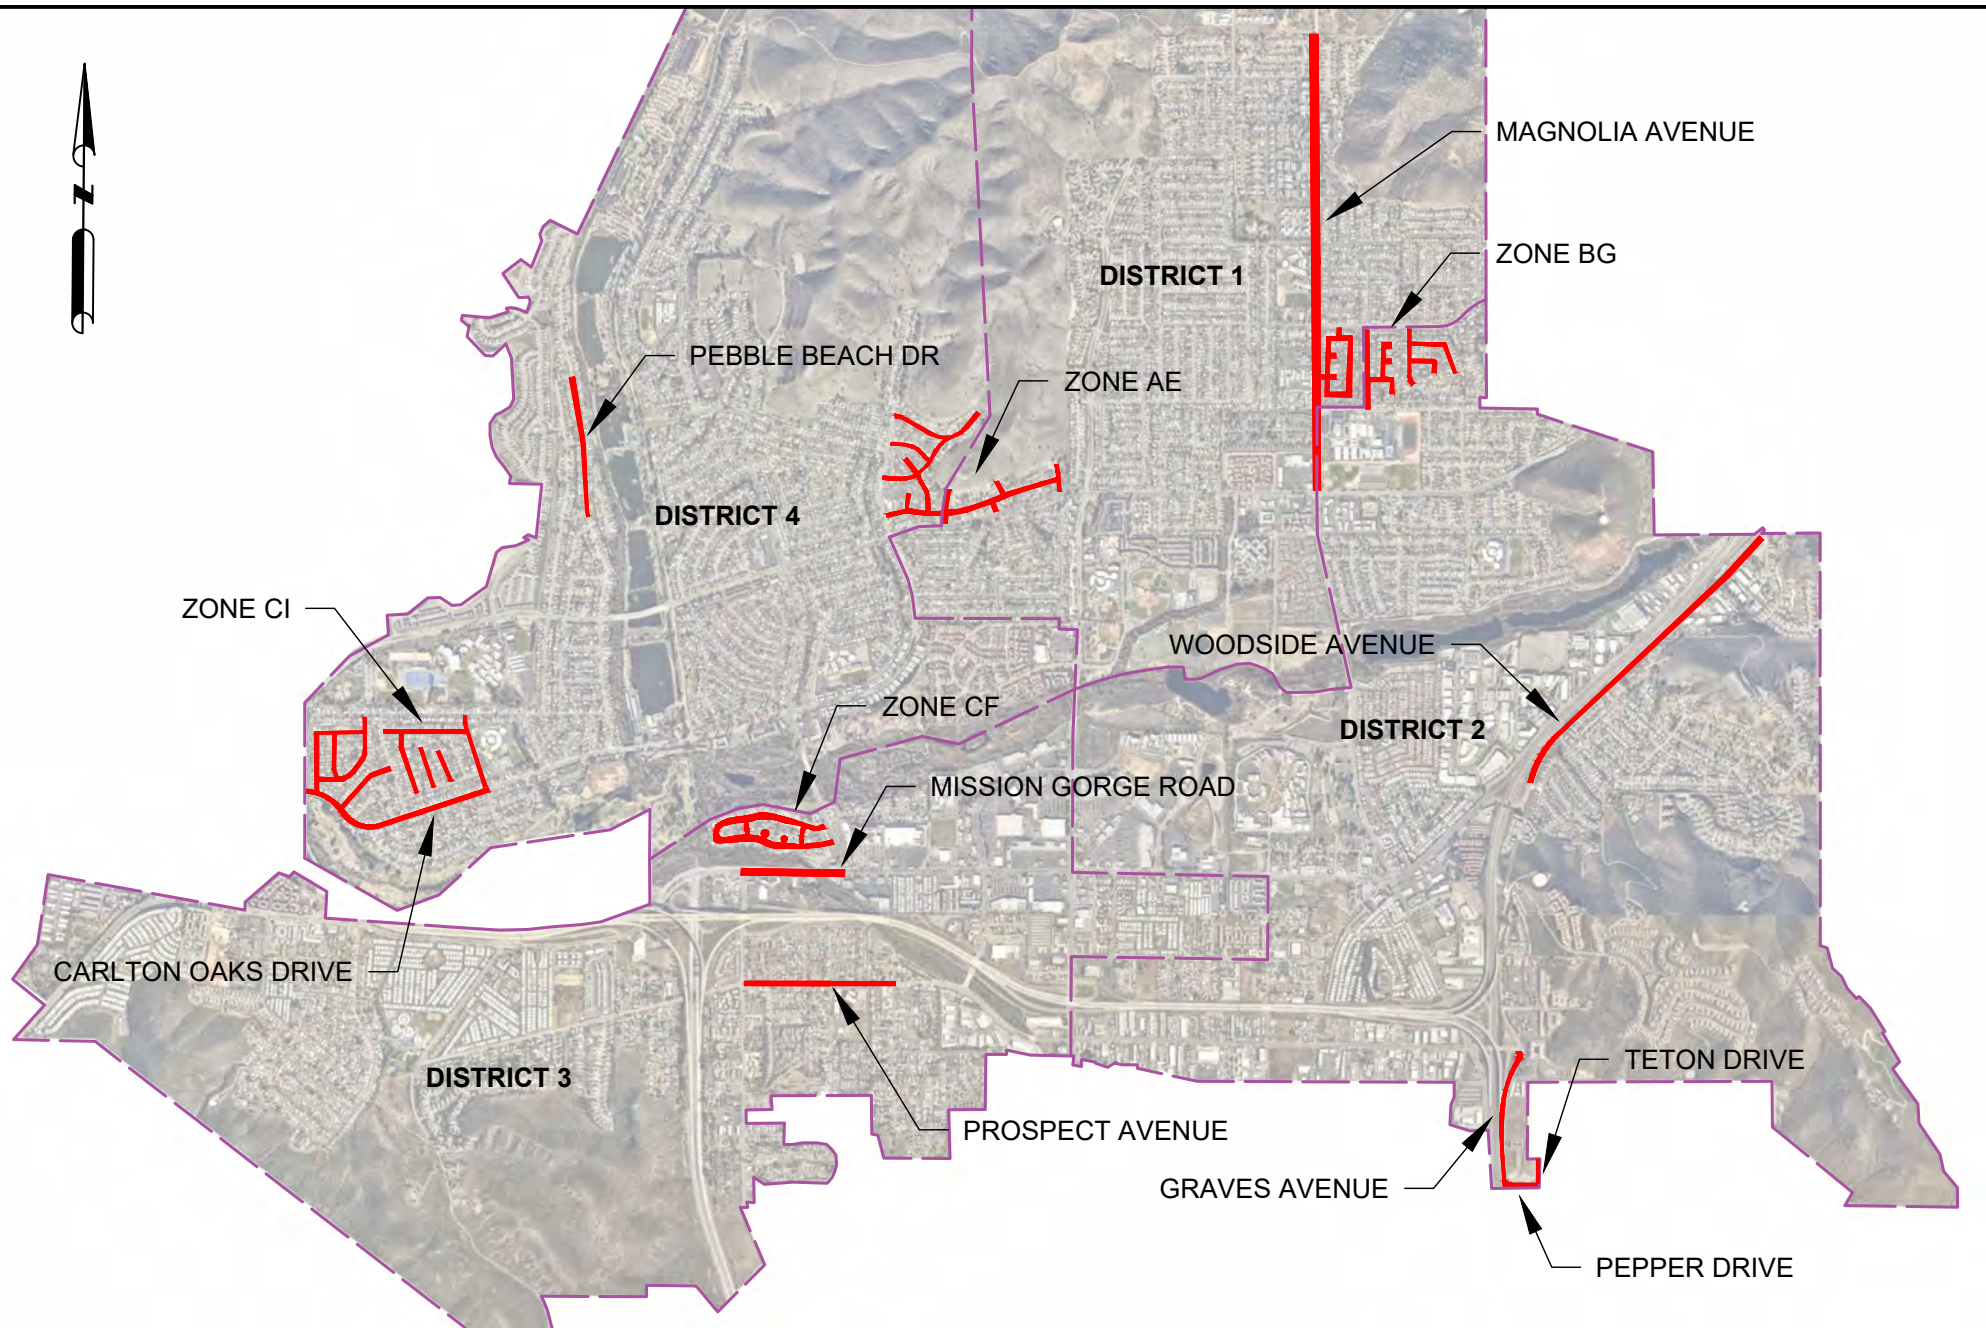 MAGNOLIA AVENUE
N
ZONE BG
DISTRICT 1
PEBBLE BEACH DR
ZONE AE
DISTRICT 4
ZONE CI
WOODSIDE AVENUE
ZONE CF
DISTRICT 2
MISSION GORGE ROAD
CARLTON OAKS DRIVE
TETON DRIVE
DISTRICT 3
PROSPECT AVENUE
GRAVES AVENUE
PEPPER DRIVE